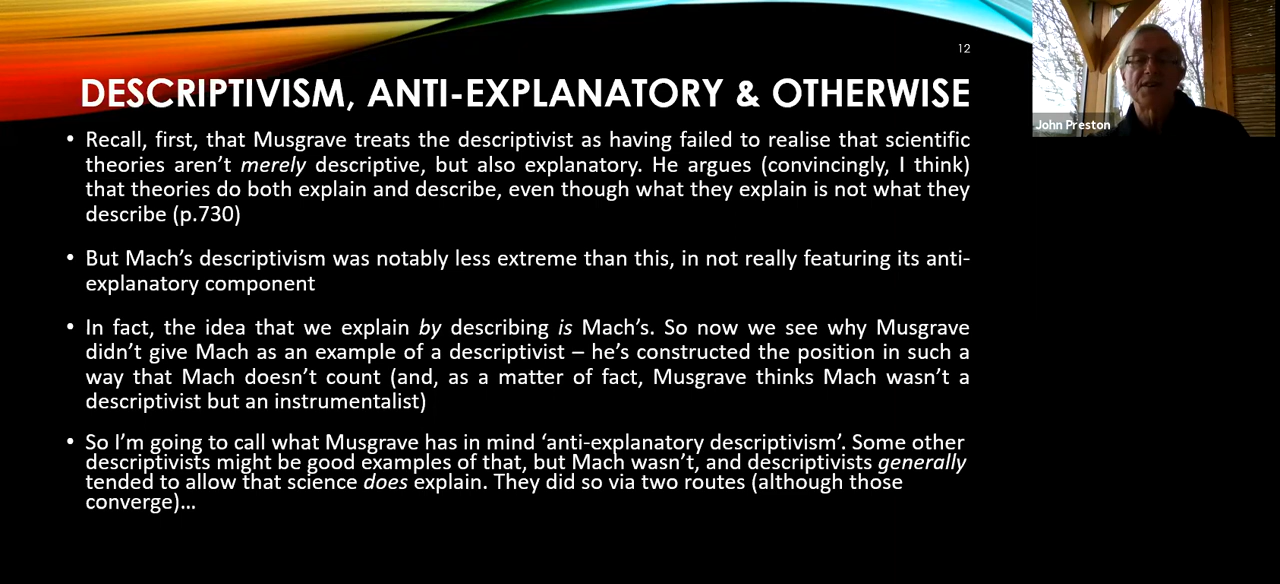 12
DESCRIPTIVISM, ANTI-EXPLANATORY & OTHERWISE
• Recall, first, that Musgrave treats the descriptivist as having failed to realise that scientific
theories aren't merely descriptive, but also explanatory. He argues (convincingly, I think)
that theories do both explain and describe, even though what they explain is not what they
describe (p.730)
• But Mach's descriptivism was notably less extreme than this, in not really featuring its anti-
explanatory component
• In fact, the idea that we explain by describing is Mach's. So now we see why Musgrave
didn't give Mach as an example of a descriptivist – he's constructed the position in such a
way that Mach doesn't count (and, as a matter of fact, Musgrave thinks Mach wasn't a
descriptivist but an instrumentalist)
• So I'm going to call what Musgrave has in mind 'anti-explanatory descriptivism'. Some other
descriptivists might be good examples of that, but Mach wasn't, and descriptivists generally
tended to allow that science does explain. They did so via two routes (although those
converge)...
John Preston